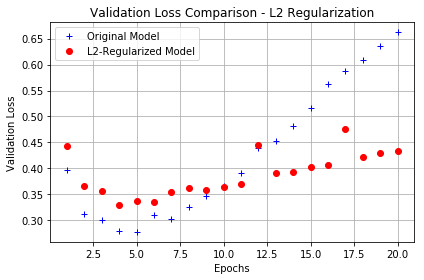 Validation Loss Comparison - L2 Regularization
Original Model
L2-Regularized Model
Validation Loss
0.65
0.60
0.55
0.50
0.45
0.40
0.35
0.30
2.5 5.0 7.5 10.0 12.5 15.0 17.5 20.0
Epochs